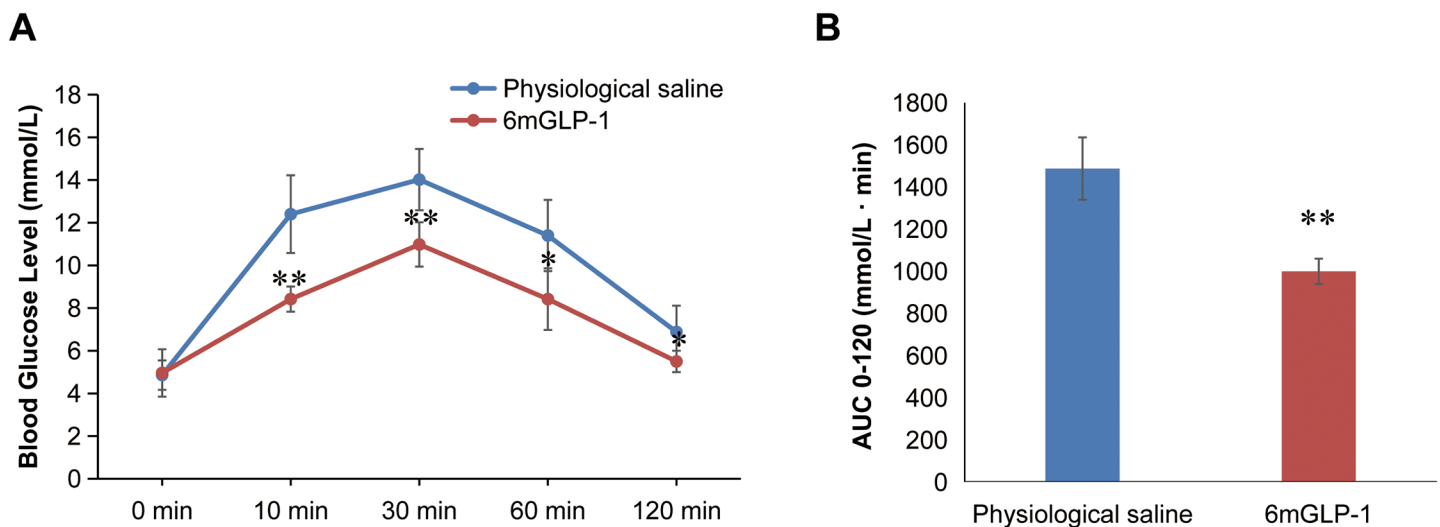 A
Blood Glucose Level (mmol/L)
18
16
14
12
10
8
6
4
2
0
Physiological saline
6mGLP-1
**
**
*
*
0 min
10 min
30 min
60 min
120 min
B
AUC 0-120 (mmol/L · min)
1800
1600
1400
1200
1000
800
600
400
200
0
**
Physiological saline
6mGLP-1